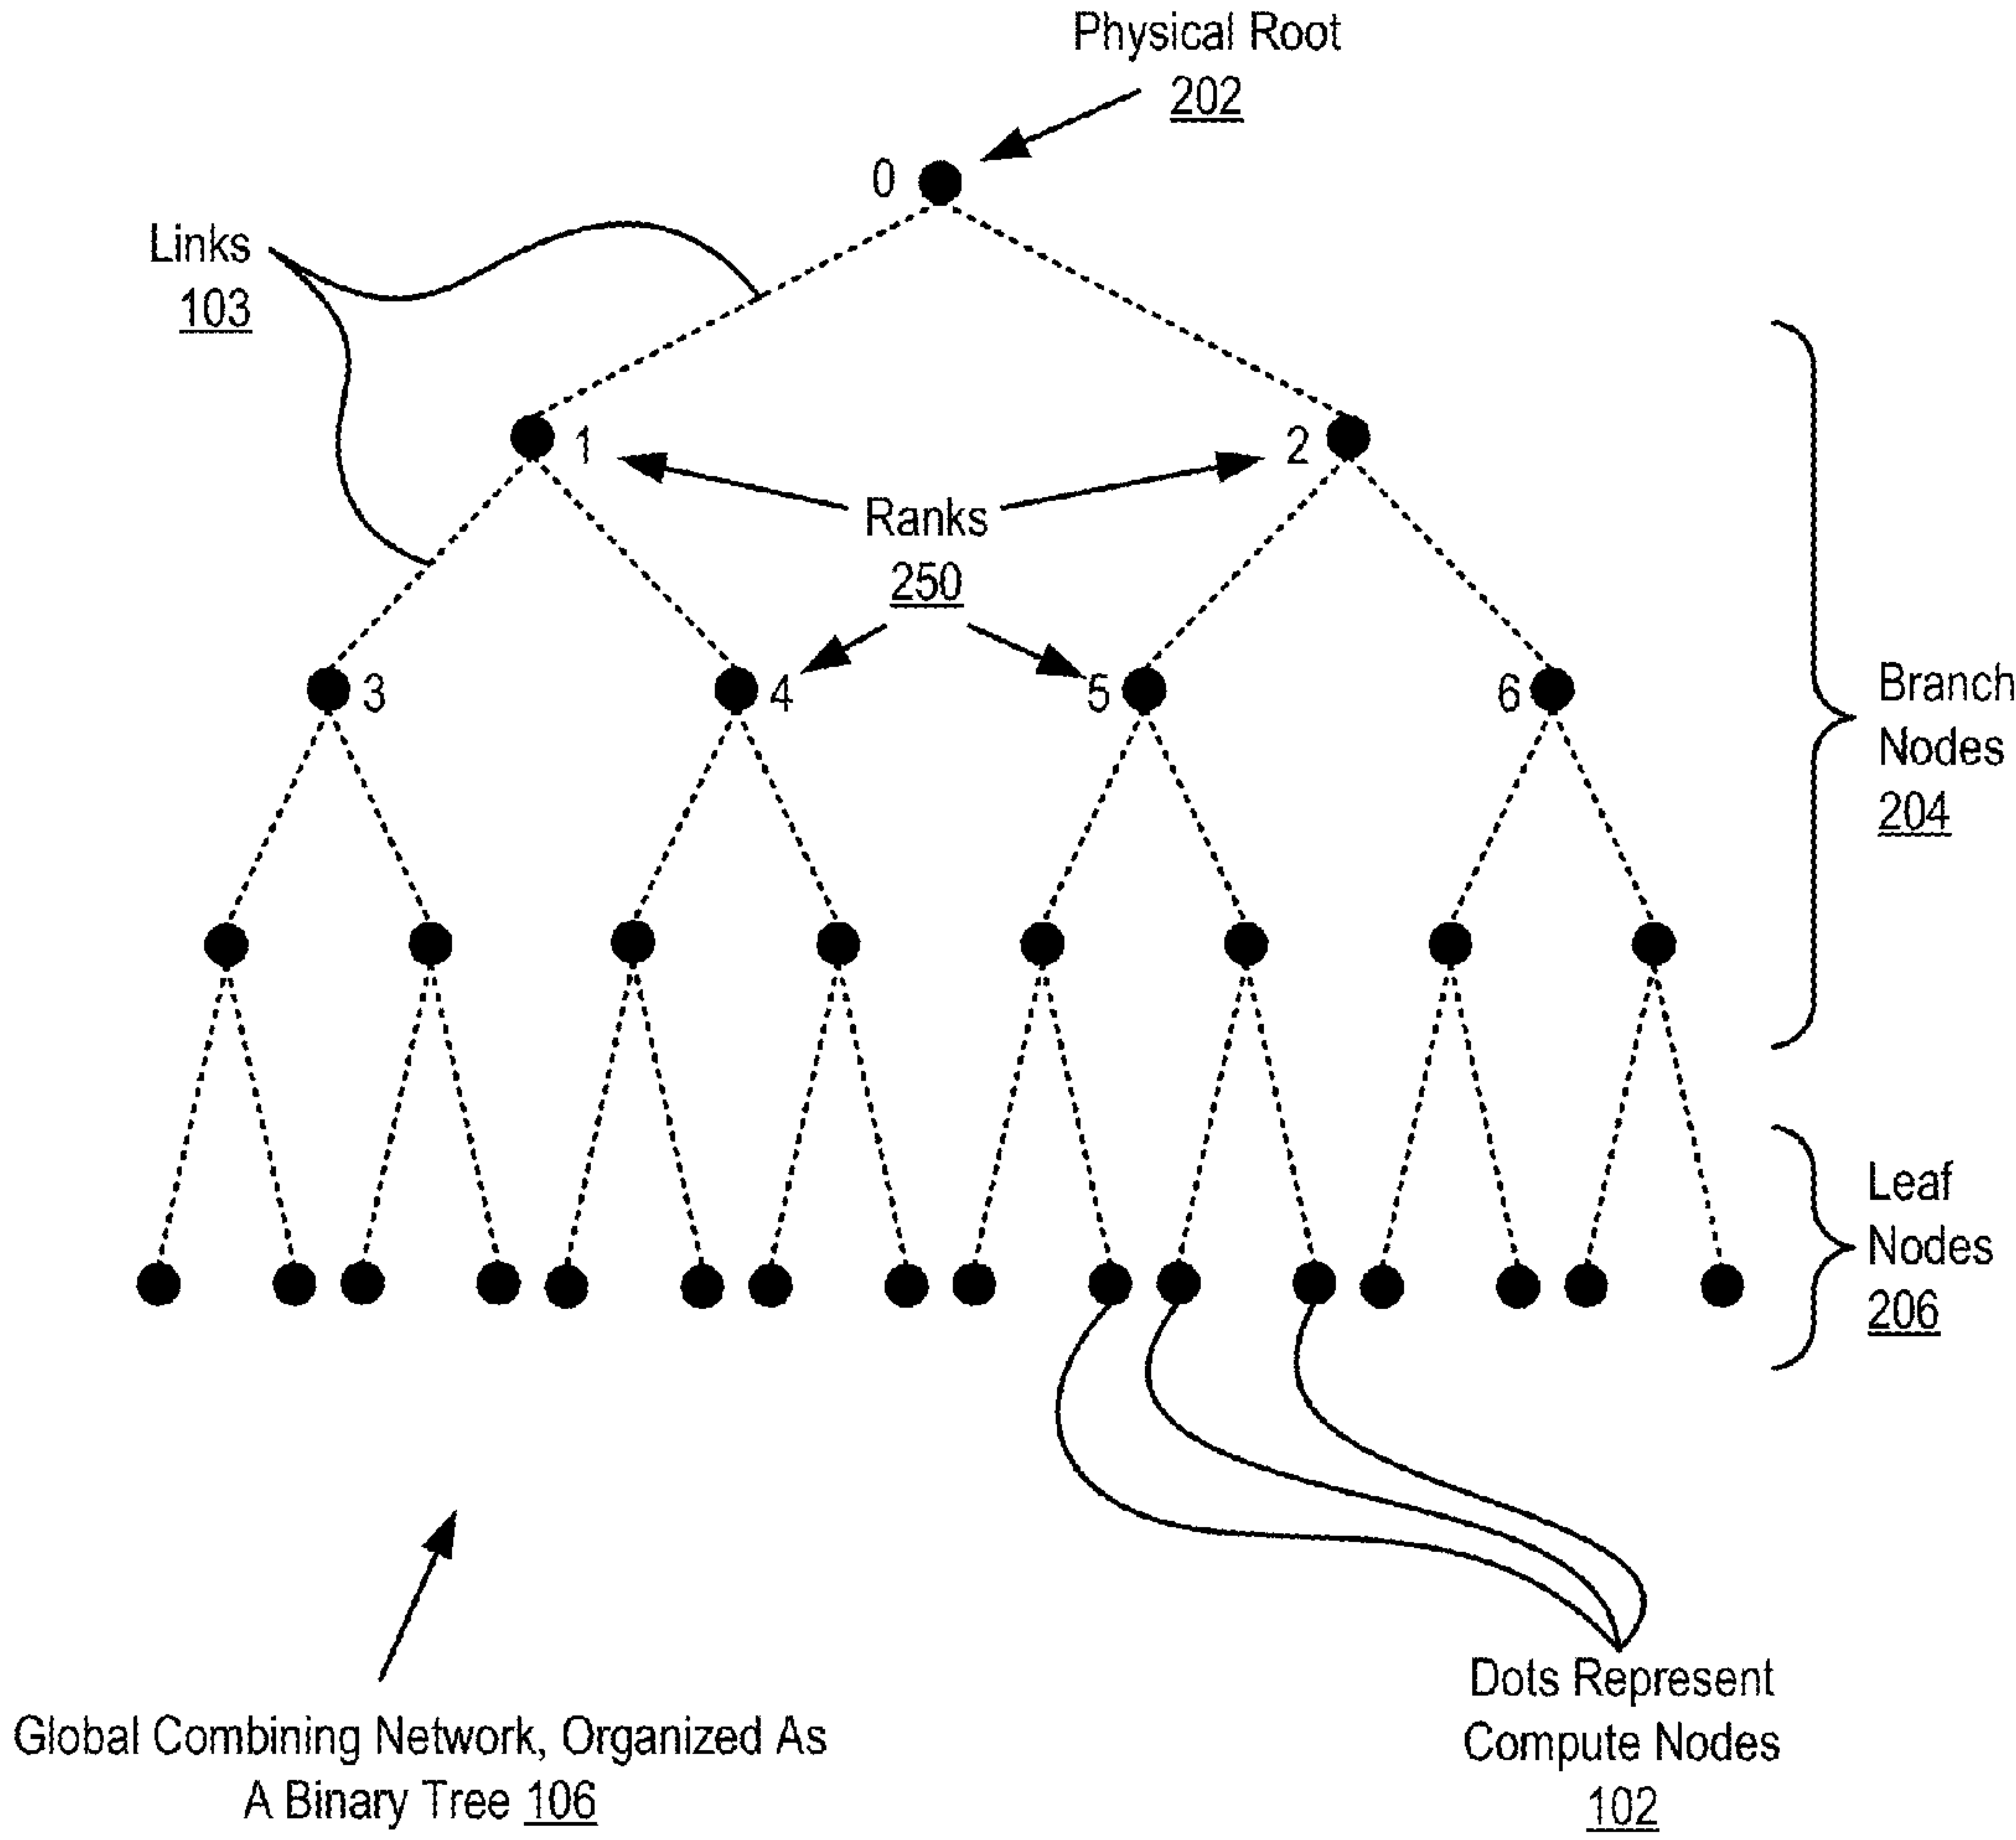 Physical Root
202
0
Links
103
1
2
Ranks
250
3
4
5
6
Branch
Nodes
204
Leaf
Nodes
206
Dots Represent
Compute Nodes
102
Global Combining Network, Organized As
A Binary Tree 106